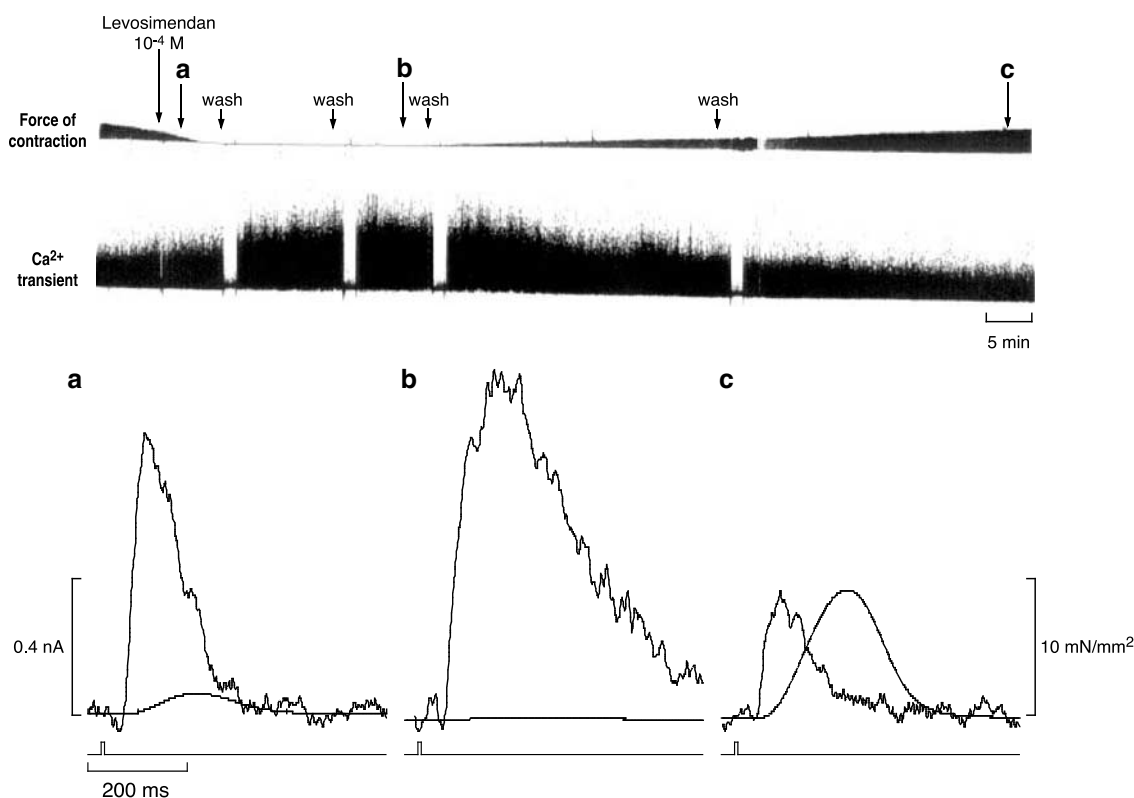 Levosimendan
10-4 M
a
b
c
wash
wash
wash
wash
Force of
contraction
Ca2+
transient
5 min
a
b
c
0.4 nA
10 mN/mm2
200 ms